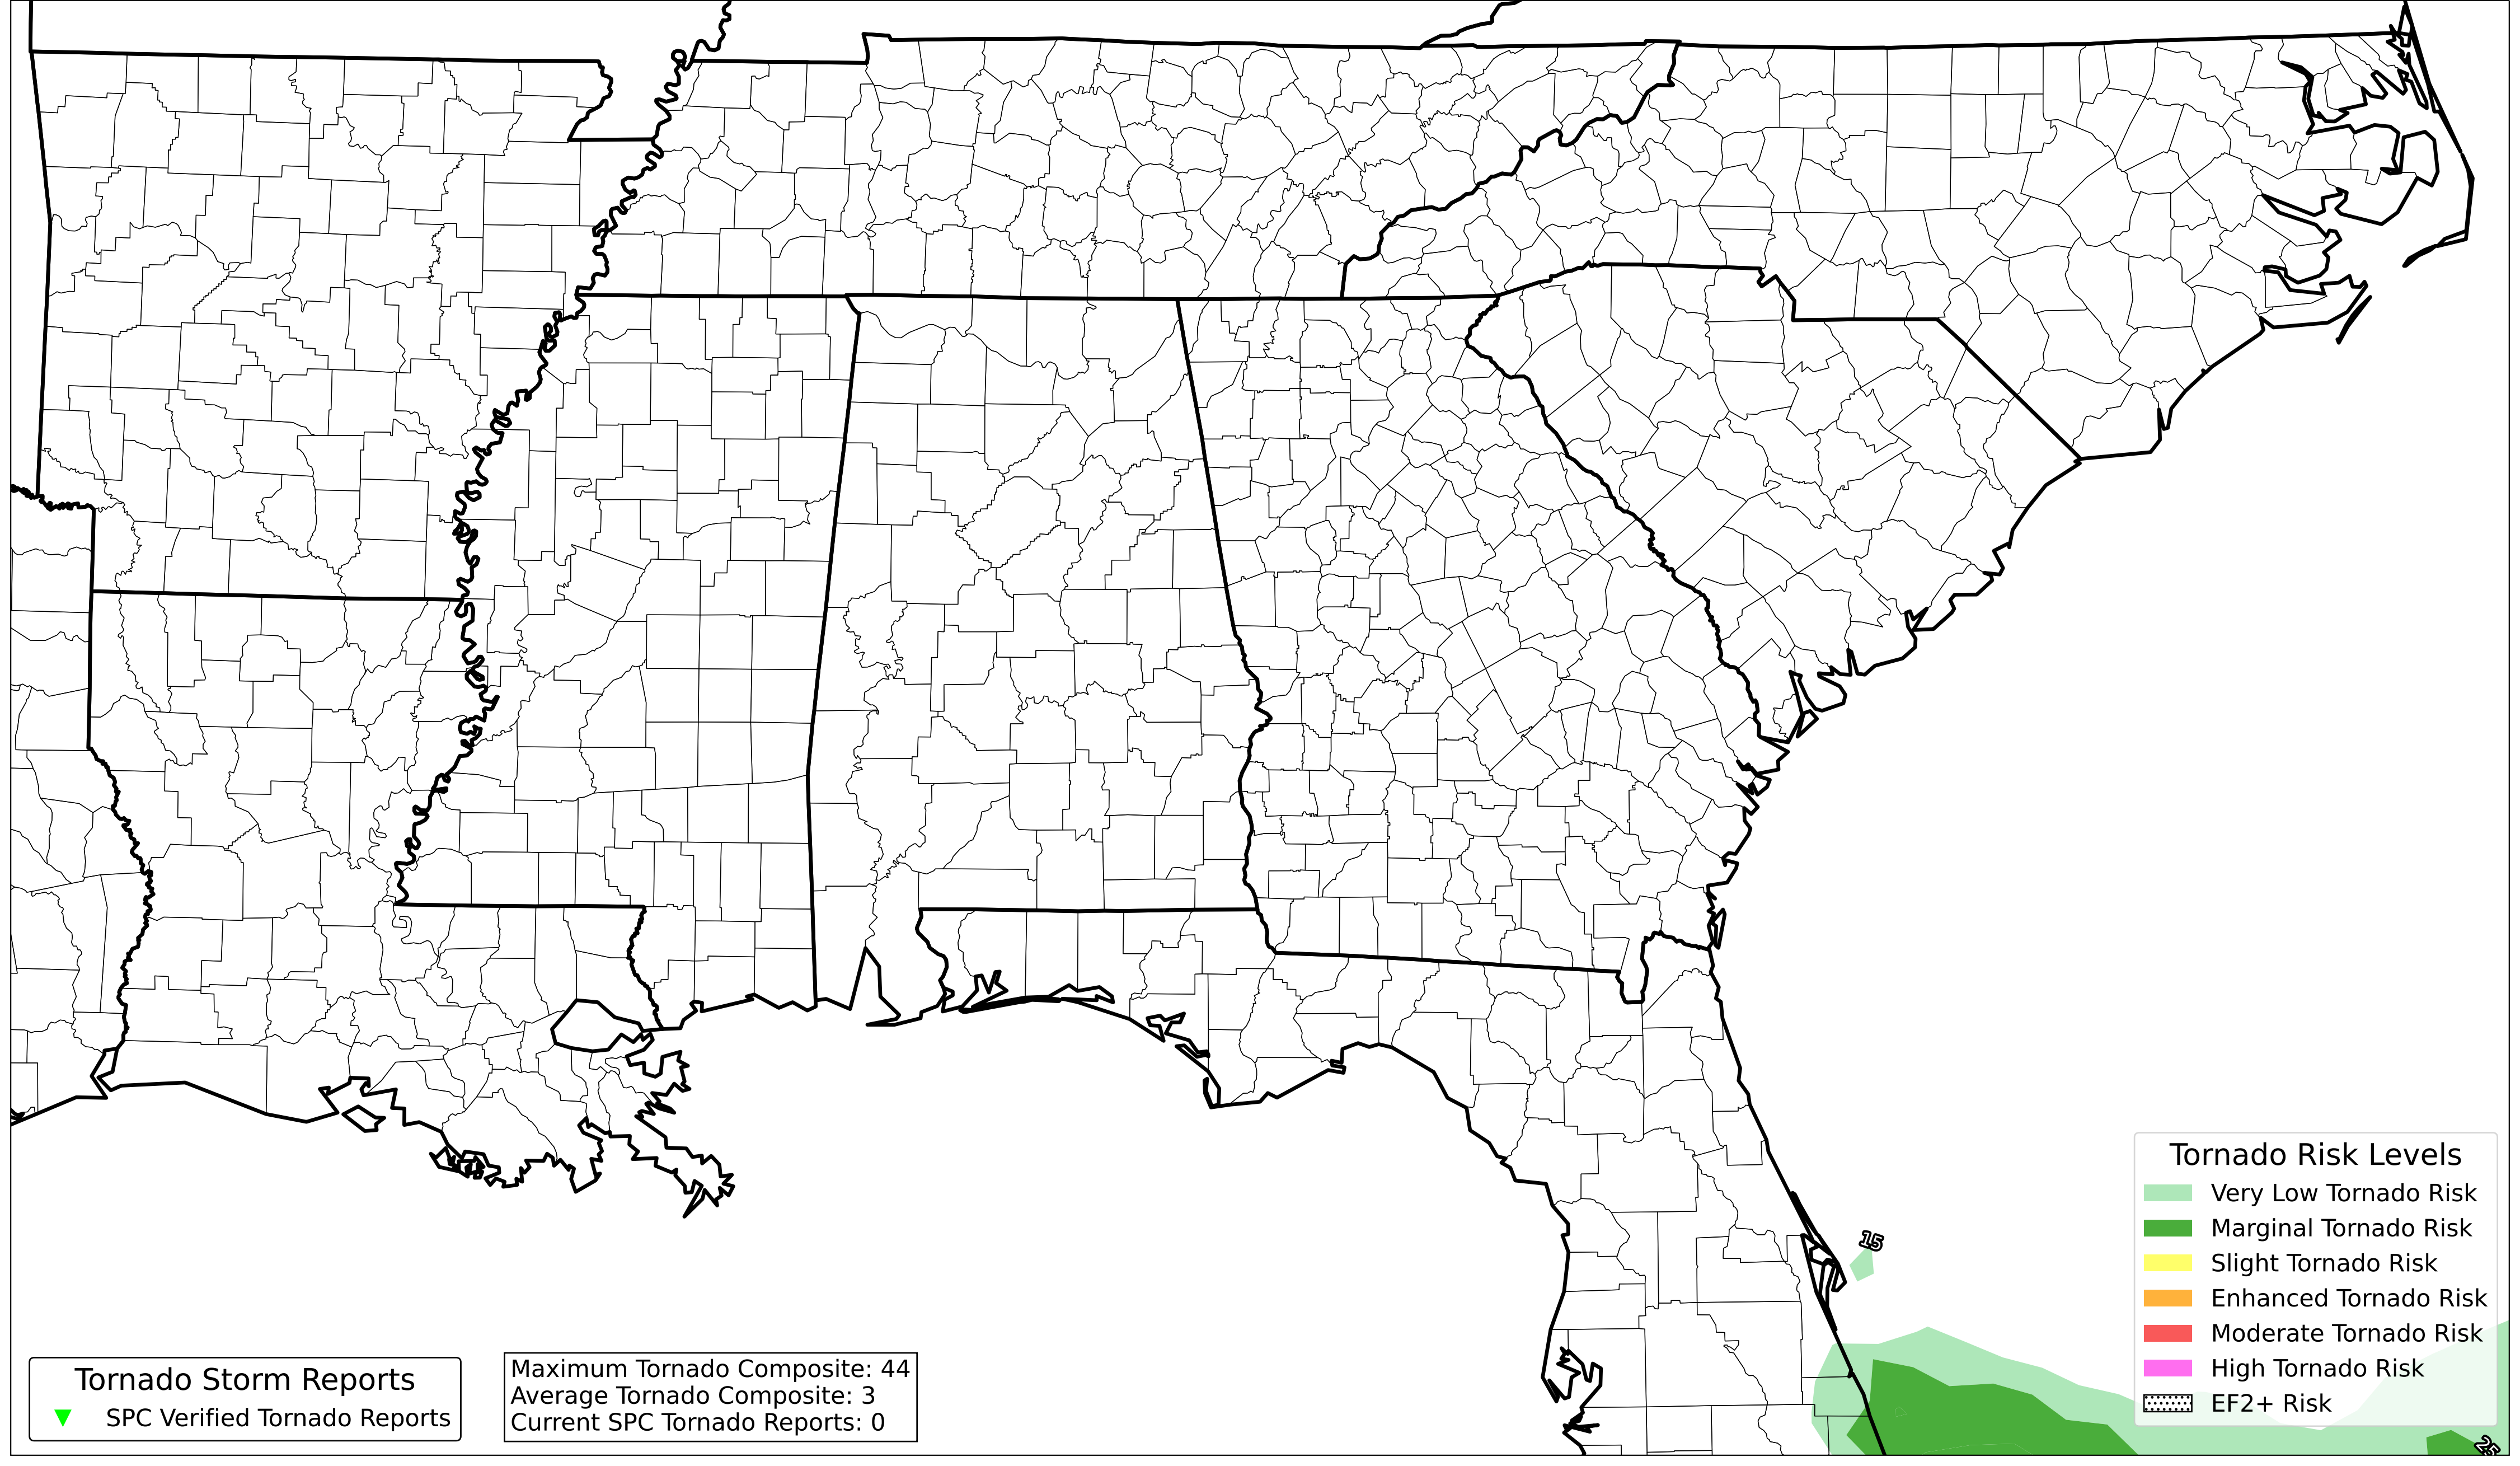 15
Tornado Risk Levels
Very Low Tornado Risk
Marginal Tornado Risk
Slight Tornado Risk
Enhanced Tornado Risk
Moderate Tornado Risk
High Tornado Risk
EF2+ Risk
Tornado Storm Reports
SPC Verified Tornado Reports
Maximum Tornado Composite: 44
Average Tornado Composite: 3
Current SPC Tornado Reports: 0
25